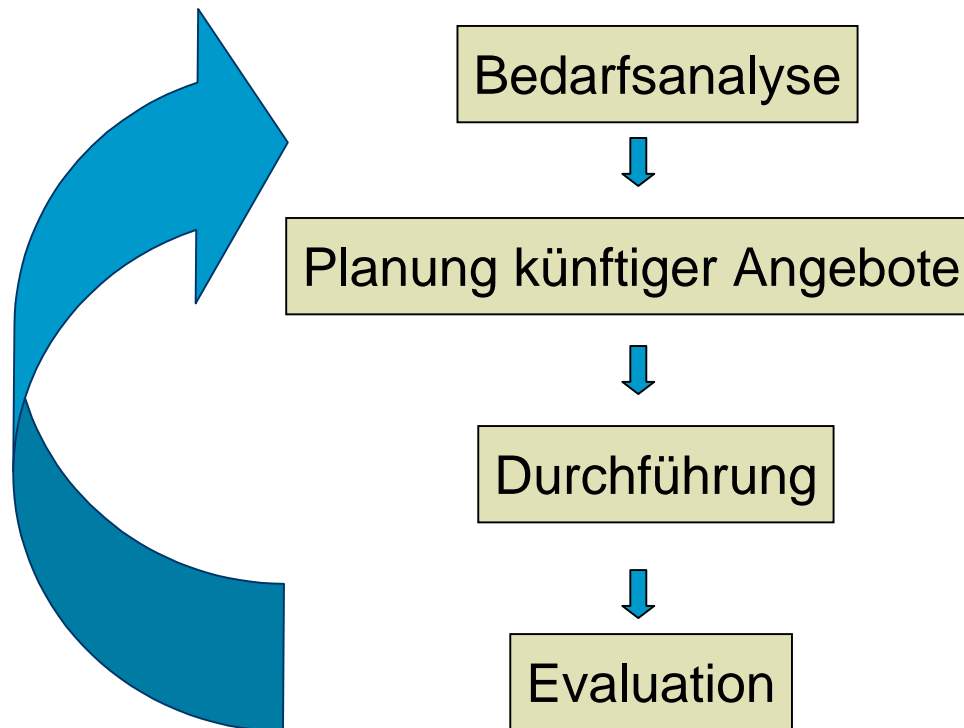 Bedarfsanalyse
Planung künftiger Angebote
Durchführung
Evaluation